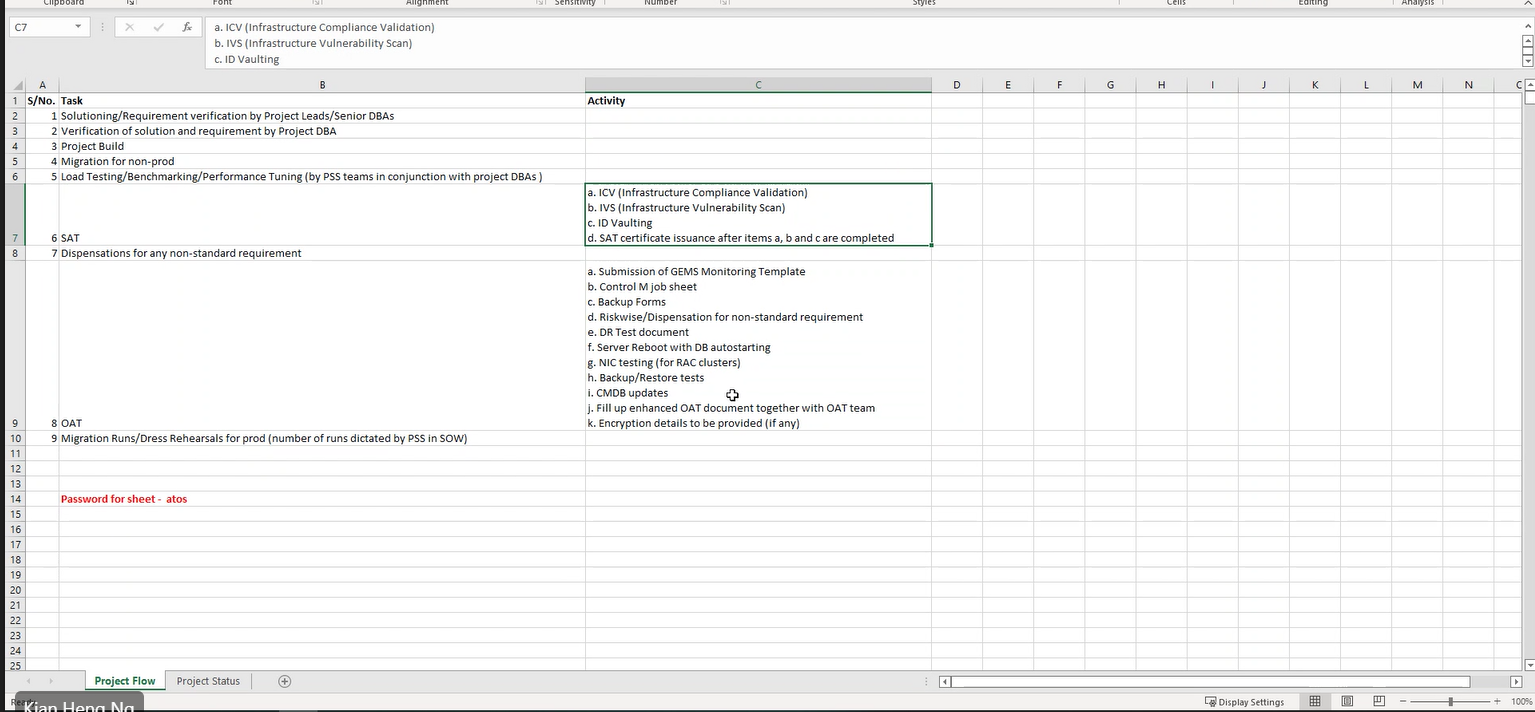 Clipboard Font Alignment Sensitivity Number Styles Cells Editing Analysis
C7 fx a. ICV (Infrastructure Compliance Validation)
b. IVS (Infrastructure Vulnerability Scan)
c. ID Vaulting
A B C D E F G H I J K L M N
1 S/No. Task Activity
2 1 Solutioning/Requirement verification by Project Leads/Senior DBAs
3 2 Verification of solution and requirement by Project DBA
4 3 Project Build
5 4 Migration for non-prod
6 5 Load Testing/Benchmarking/Performance Tuning (by PSS teams in conjunction with project DBAs )
a. ICV (Infrastructure Compliance Validation)
b. IVS (Infrastructure Vulnerability Scan)
c. ID Vaulting
7 6 SAT d. SAT certificate issuance after items a, b and c are completed
8 7 Dispensations for any non-standard requirement
a. Submission of GEMS Monitoring Template
b. Control M job sheet
c. Backup Forms
d. Riskwise/Dispensation for non-standard requirement
e. DR Test document
f. Server Reboot with DB autostarting
g. NIC testing (for RAC clusters)
h. Backup/Restore tests
i. CMDB updates
j. Fill up enhanced OAT document together with OAT team
9 8 OAT k. Encryption details to be provided (if any)
10 9 Migration Runs/Dress Rehearsals for prod (number of runs dictated by PSS in SOW)
11
12
13
14 Password for sheet - atos
15
16
17
18
19
20
21
22
23
24
25
Project Flow Project Status
Kian Heng Ng Display Settings 100%